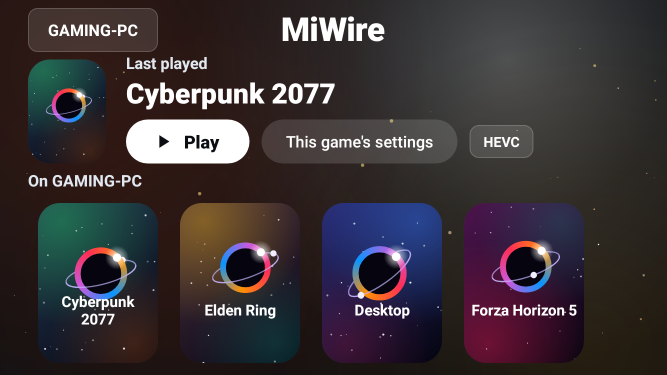 GAMING-PC
MiWire
Last played
Cyberpunk 2077
Play
This game's settings
HEVC
On GAMING-PC
Cyberpunk
2077
Elden Ring
Desktop
Forza Horizon 5